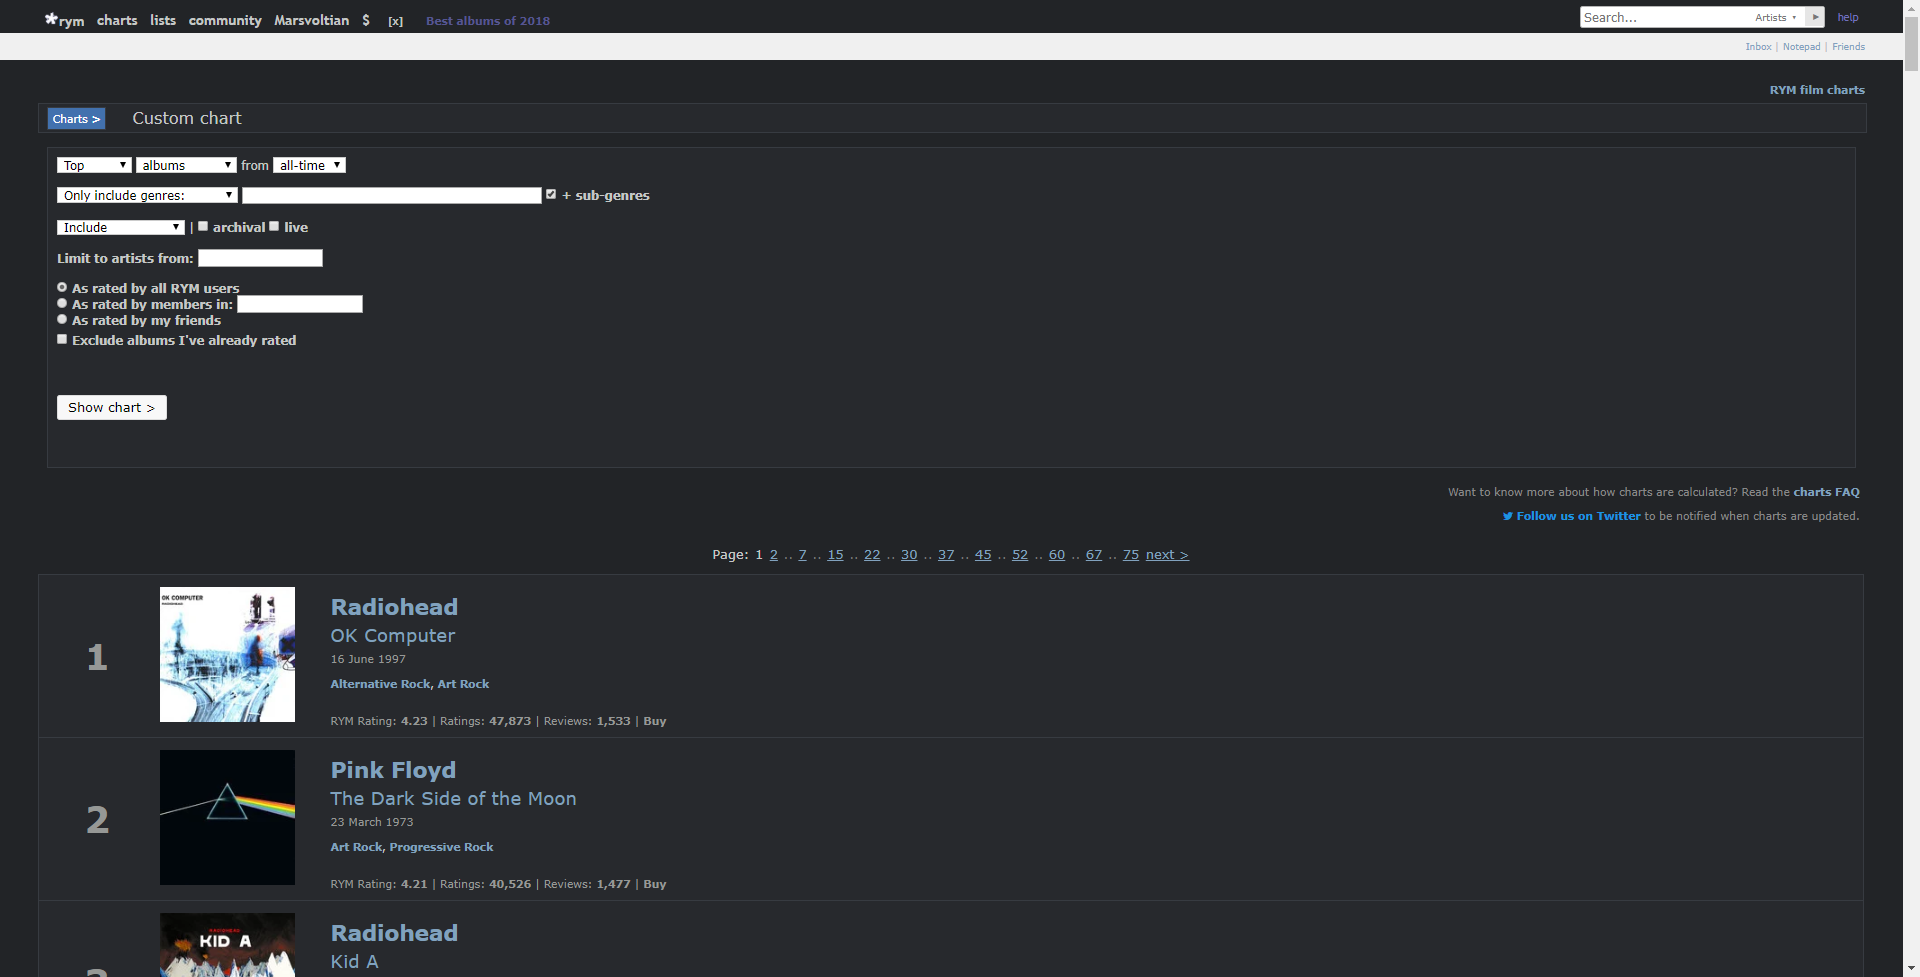 *rym charts lists community Marsvoltian $ [x] Best albums of 2018 Search... Artists help
Inbox | Notepad | Friends
RYM film charts
Charts > Custom chart
Top albums from all-time
Only include genres: + sub-genres
Include | archival live
Limit to artists from:
As rated by all RYM users
As rated by members in:
As rated by my friends
Exclude albums I've already rated
Show chart >
Want to know more about how charts are calculated? Read the charts FAQ
Follow us on Twitter to be notified when charts are updated.
Page: 1 2 .. 7 .. 15 .. 22 .. 30 .. 37 .. 45 .. 52 .. 60 .. 67 .. 75 next >
1
OK COMPUTER
RADIOHEAD
Radiohead
OK Computer
16 June 1997
Alternative Rock, Art Rock
RYM Rating: 4.23 | Ratings: 47,873 | Reviews: 1,533 | Buy
2
Pink Floyd
The Dark Side of the Moon
23 March 1973
Art Rock, Progressive Rock
RYM Rating: 4.21 | Ratings: 40,526 | Reviews: 1,477 | Buy
3
RADIOHEAD
KID A
Radiohead
Kid A